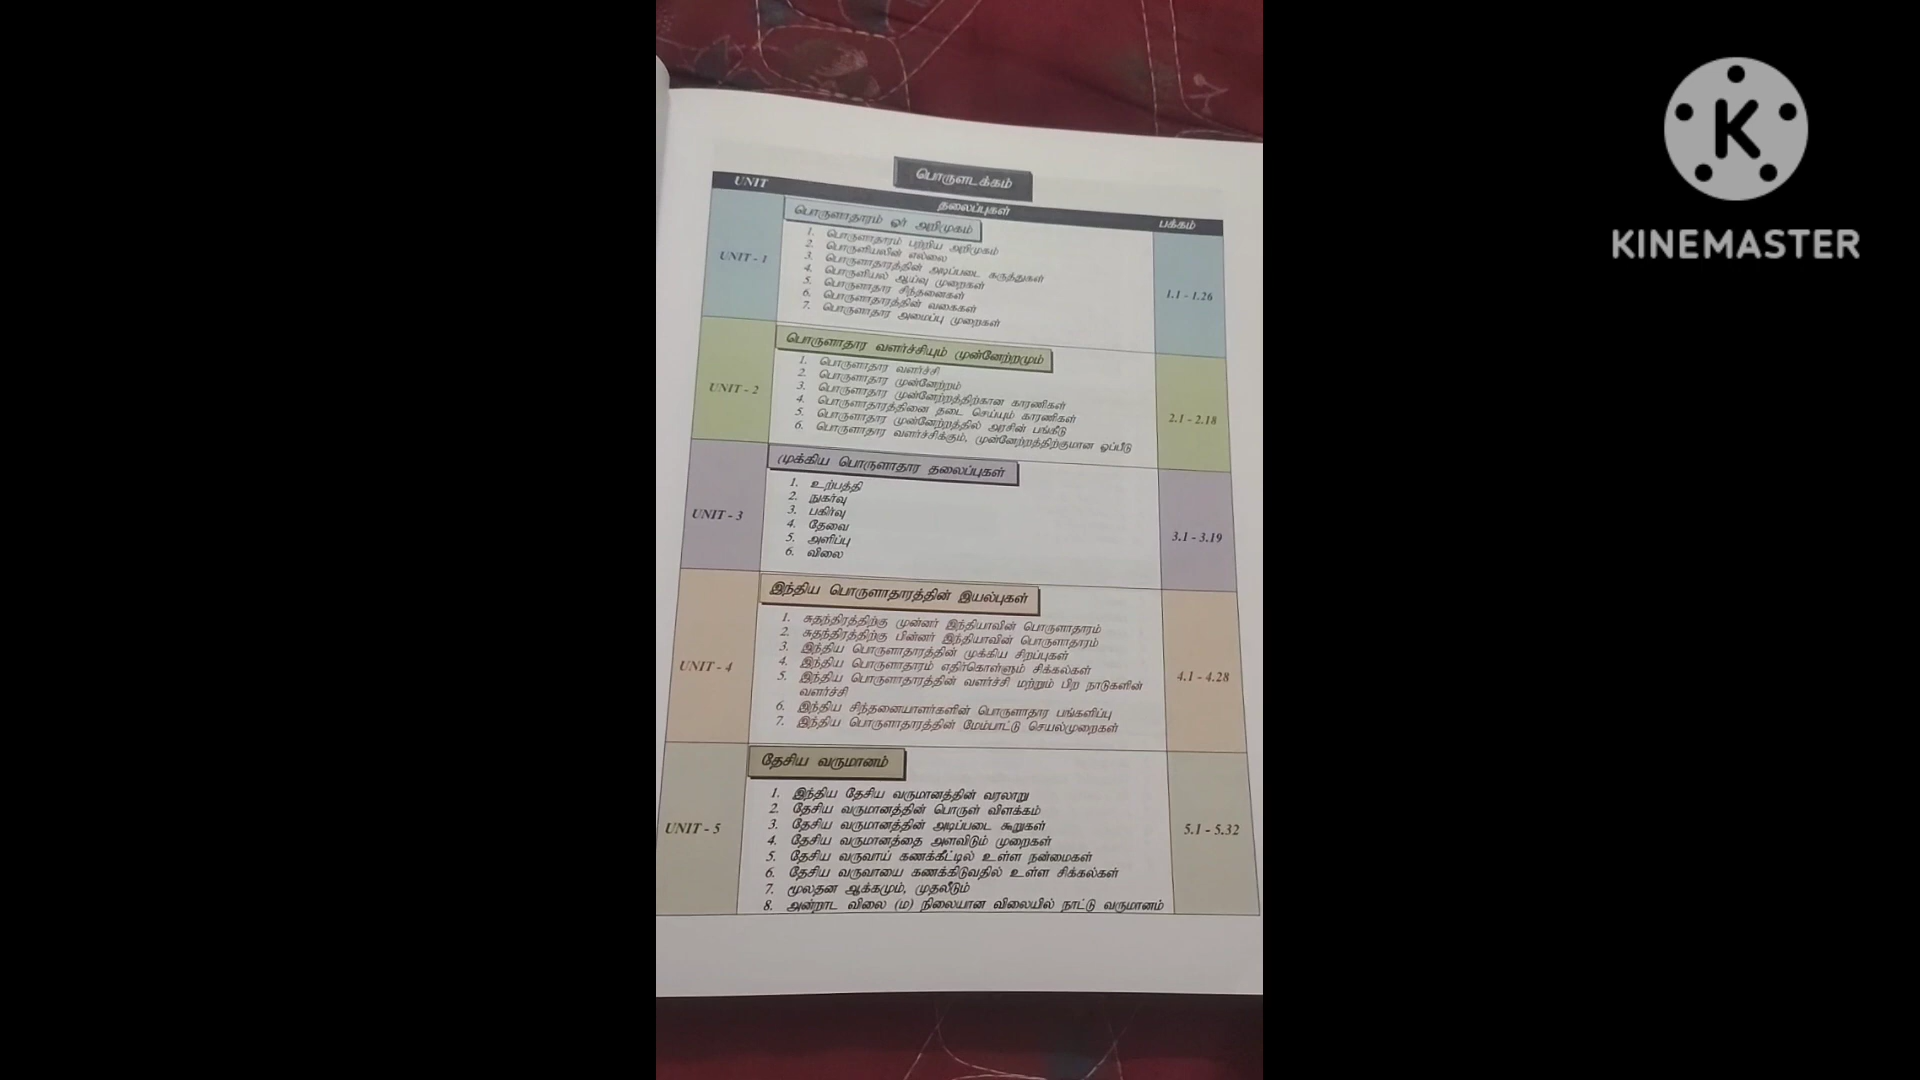 பொருளடக்கம்
UNIT தலைப்புகள் பக்கம்
பொருளாதாரம் ஓர் அறிமுகம்
1. பொருளாதாரம் பற்றிய அறிமுகம்
2. பொருளியலின் எல்லை
3. பொருளாதாரத்தின் அடிப்படை கருத்துகள்
4. பொருளியல் ஆய்வு முறைகள்
5. பொருளாதார சிந்தனைகள்
6. பொருளாதாரத்தின் வகைகள்
7. பொருளாதார அமைப்பு முறைகள்
UNIT - 1
1.1 - 1.26
பொருளாதார வளர்ச்சியும் முன்னேற்றமும்
1. பொருளாதார வளர்ச்சி
2. பொருளாதார முன்னேற்றம்
3. பொருளாதார முன்னேற்றத்திற்கான காரணிகள்
4. பொருளாதாரத்தினை தடை செய்யும் காரணிகள்
5. பொருளாதார முன்னேற்றத்தில் அரசின் பங்கீடு
6. பொருளாதார வளர்ச்சிக்கும், முன்னேற்றத்திற்குமான ஒப்பீடு
UNIT - 2
2.1 - 2.18
முக்கிய பொருளாதார தலைப்புகள்
1. உற்பத்தி
2. நுகர்வு
3. பகிர்வு
4. தேவை
5. அளிப்பு
6. விலை
UNIT - 3
3.1 - 3.19
இந்திய பொருளாதாரத்தின் இயல்புகள்
1. சுதந்திரத்திற்கு முன்னர் இந்தியாவின் பொருளாதாரம்
2. சுதந்திரத்திற்கு பின்னர் இந்தியாவின் பொருளாதாரம்
3. இந்திய பொருளாதாரத்தின் முக்கிய சிறப்புகள்
4. இந்திய பொருளாதாரம் எதிர்கொள்ளும் சிக்கல்கள்
5. இந்திய பொருளாதாரத்தின் வளர்ச்சி மற்றும் பிற நாடுகளின்
வளர்ச்சி
6. இந்திய சிந்தனையாளர்களின் பொருளாதார பங்களிப்பு
7. இந்திய பொருளாதாரத்தின் மேம்பாட்டு செயல்முறைகள்
UNIT - 4
4.1 - 4.28
தேசிய வருமானம்
1. இந்திய தேசிய வருமானத்தின் வரலாறு
2. தேசிய வருமானத்தின் பொருள் விளக்கம்
3. தேசிய வருமானத்தின் அடிப்படை கூறுகள்
4. தேசிய வருமானத்தை அளவிடும் முறைகள்
5. தேசிய வருவாய் கணக்கீட்டில் உள்ள நன்மைகள்
6. தேசிய வருவாயை கணக்கிடுவதில் உள்ள சிக்கல்கள்
7. மூலதன ஆக்கமும், முதலீடும்
8. அன்றாட விலை (ம) நிலையான விலையில் நாட்டு வருமானம்
UNIT - 5
5.1 - 5.32
K
KINEMASTER